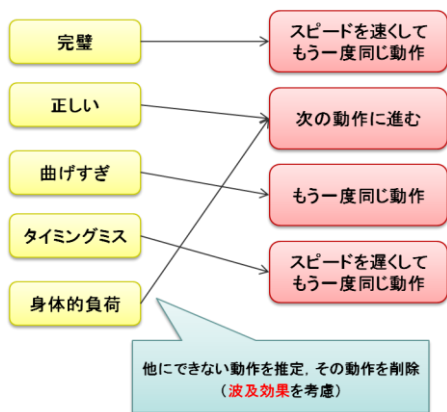 完璧
スピードを速くして
もう一度同じ動作
正しい
次の動作に進む
曲げすぎ
もう一度同じ動作
タイミングミス
スピードを遅くして
もう一度同じ動作
身体的負荷
他にできない動作を推定，その動作を削除
（波及効果を考慮）